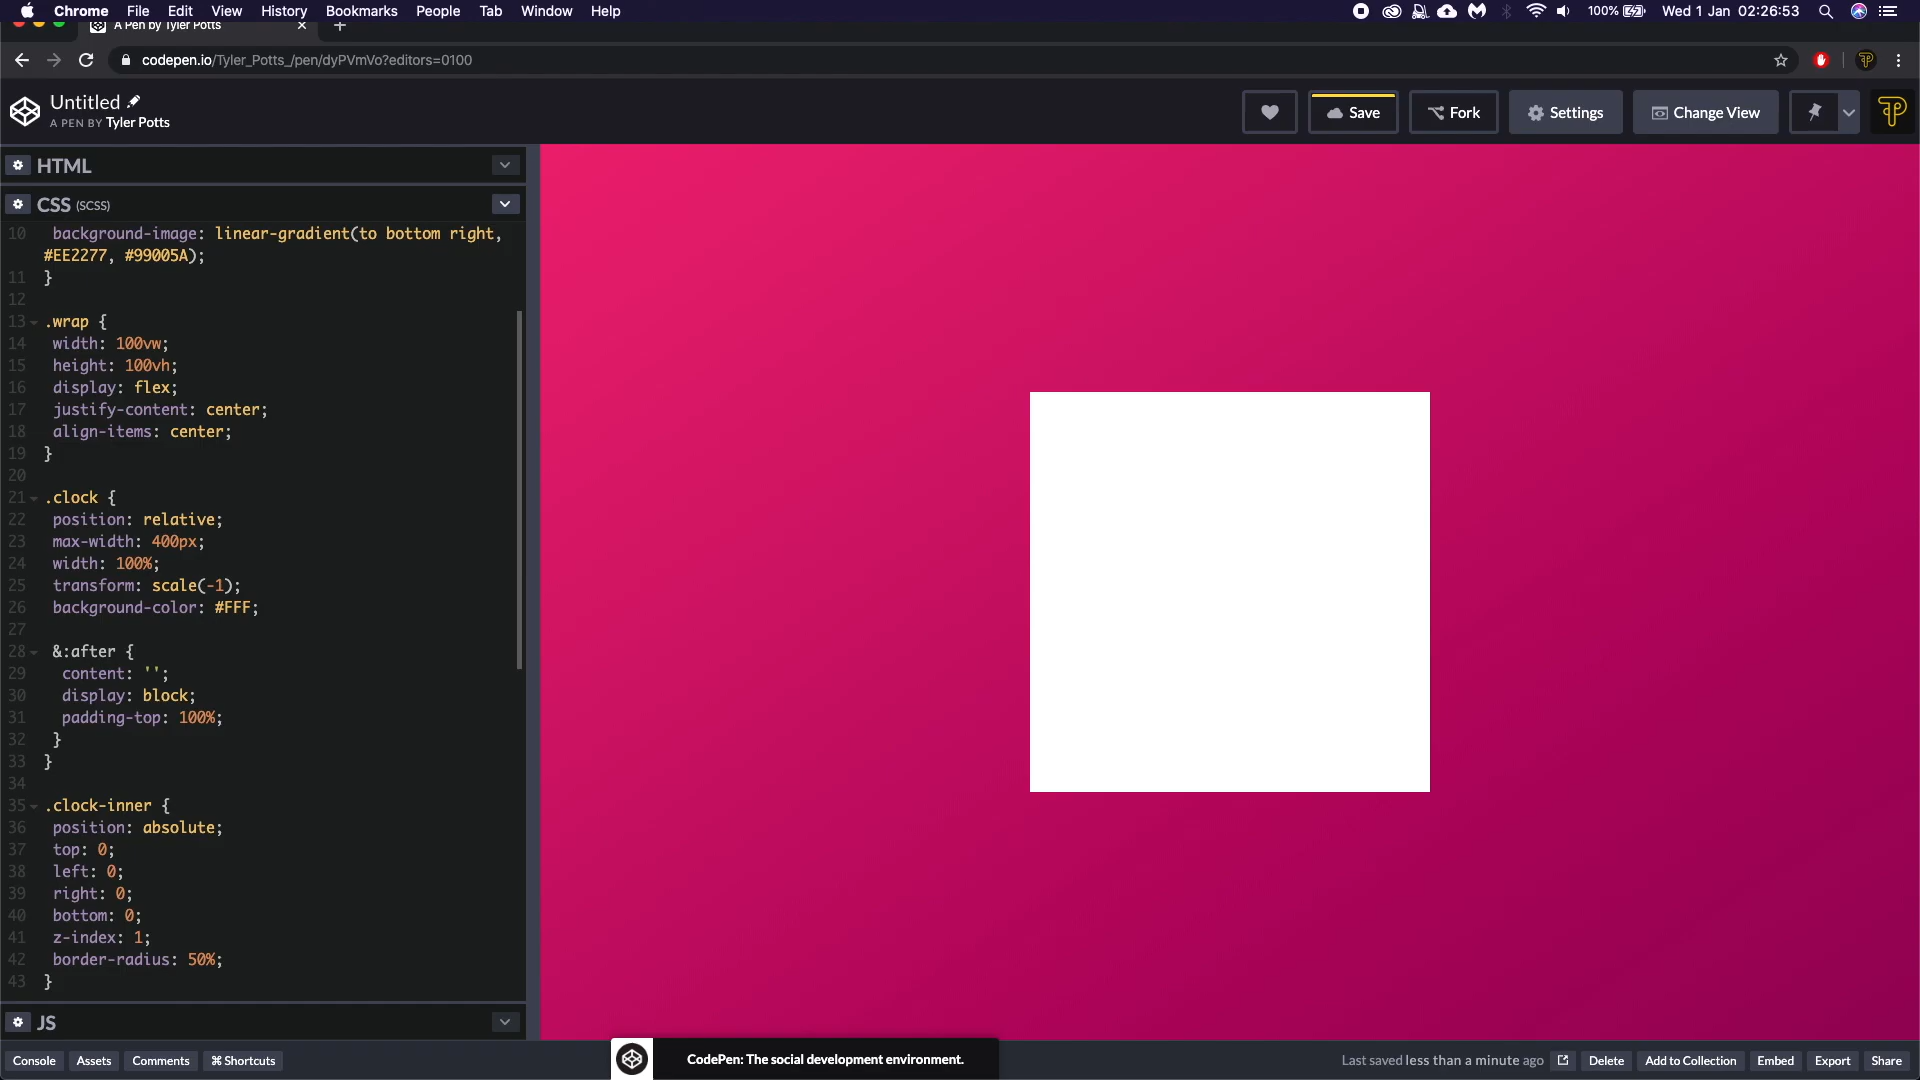 Chrome File Edit View History Bookmarks People Tab Window Help 100% Wed 1 Jan 02:26:53
A Pen by Tyler Potts
codepen.io/Tyler_Potts_/pen/dyPVmVo?editors=0100
Untitled
A PEN BY Tyler Potts
Save Fork Settings Change View
HTML
CSS (SCSS)
10 background-image: linear-gradient(to bottom right,
#EE2277, #99005A);
11 }
12
13 .wrap {
14 width: 100vw;
15 height: 100vh;
16 display: flex;
17 justify-content: center;
18 align-items: center;
19 }
20
21 .clock {
22 position: relative;
23 max-width: 400px;
24 width: 100%;
25 transform: scale(-1);
26 background-color: #FFF;
27
28 &:after {
29 content: '';
30 display: block;
31 padding-top: 100%;
32 }
33 }
34
35 .clock-inner {
36 position: absolute;
37 top: 0;
38 left: 0;
39 right: 0;
40 bottom: 0;
41 z-index: 1;
42 border-radius: 50%;
43 }
JS
Console Assets Comments ⌘ Shortcuts
CodePen: The social development environment.
Last saved less than a minute ago Delete Add to Collection Embed Export Share